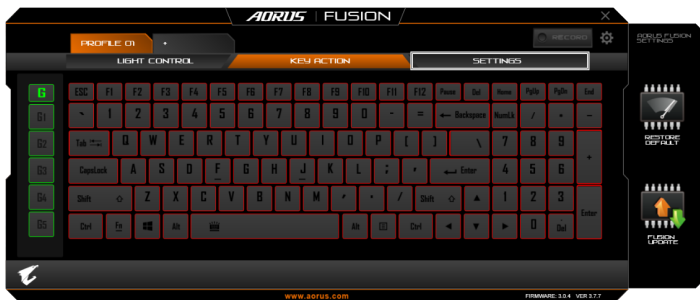 AORUS | FUSION
PROFILE 01 +
RECORD
LIGHT CONTROL KEY ACTION SETTINGS
AORUS FUSION
SETTINGS
G ESC F1 F2 F3 F4 F5 F6 F7 F8 F9 F10 F11 F12 Pause Del Home PgUp PgDn End
G1 ~ 1 2 3 4 5 6 7 8 9 0 - = ← Backspace NumLk / * -
G2 Tab Q W E R T Y U I O P [ ] \ 7 8 9 +
RESTORE
DEFAULT
G3 CapsLock A S D F G H J K L ; ' Enter 4 5 6
G4 Shift Z X C V B N M , . / Shift 1 2 3 Enter
G5 Ctrl Fn Alt Alt Ctrl 0 Del
FUSION
UPDATE
www.aorus.com
FIRMWARE: 3.0.4 VER 3.7.7